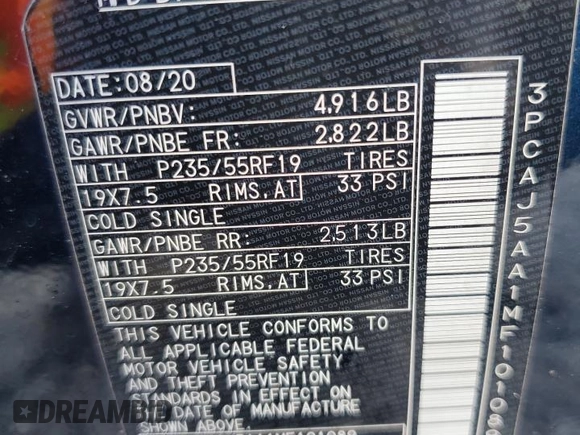 DATE:08/20
GVWR/PNBV: 4,916LB
GAWR/PNBE FR: 2,822LB
WITH P235/55RF19 TIRES
19X7.5 RIMS,AT 33 PSI
COLD SINGLE
GAWR/PNBE RR: 2,513LB
WITH P235/55RF19 TIRES
19X7.5 RIMS,AT 33 PSI
COLD SINGLE
THIS VEHICLE CONFORMS TO
ALL APPLICABLE FEDERAL
MOTOR VEHICLE SAFETY
AND THEFT PREVENTION
STANDARDS IN EFFECT ON
THE DATE OF MANUFACTURE
SHOWN ABOVE
3PCAJ5AA1MF10108